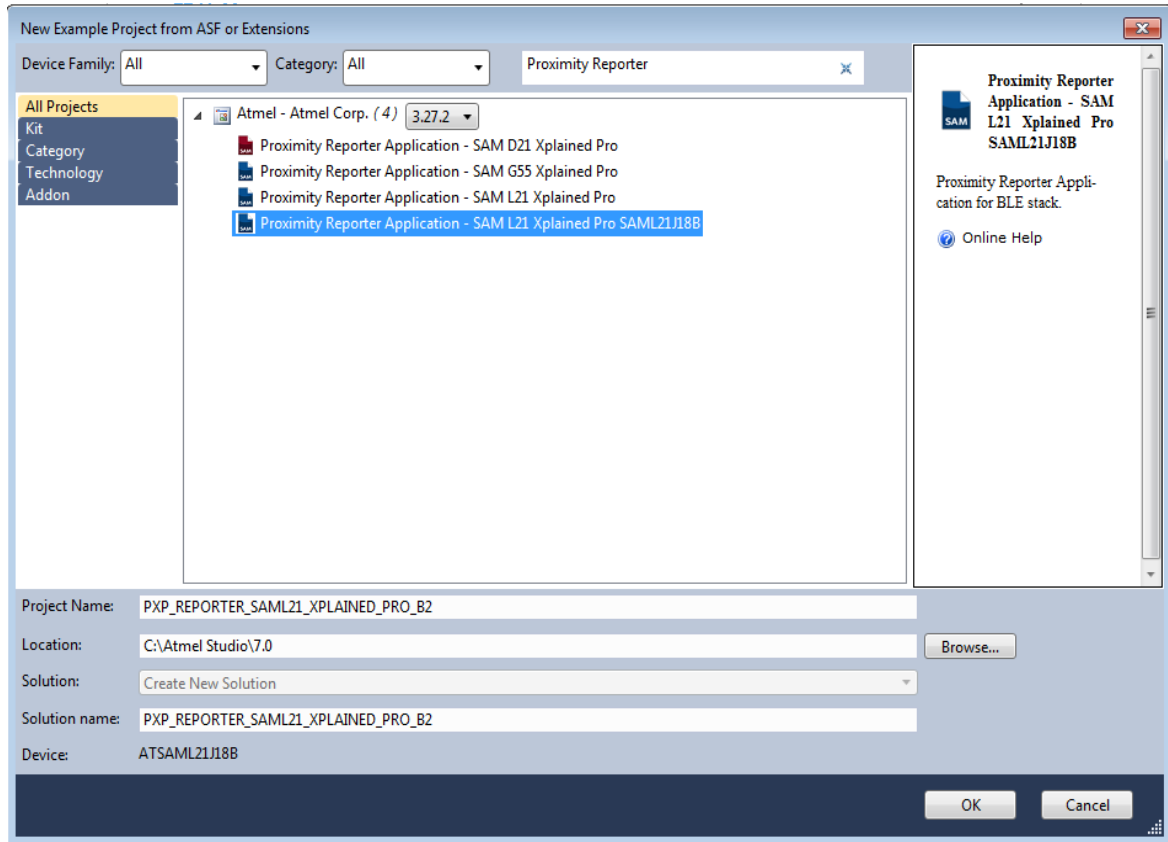 New Example Project from ASF or Extensions
Device Family: All Category: All Proximity Reporter
All Projects
Kit
Category
Technology
Addon
Atmel - Atmel Corp. (4) 3.27.2
SAM Proximity Reporter Application - SAM D21 Xplained Pro
SAM Proximity Reporter Application - SAM G55 Xplained Pro
SAM Proximity Reporter Application - SAM L21 Xplained Pro
SAM Proximity Reporter Application - SAM L21 Xplained Pro SAML21J18B
SAM
Proximity Reporter
Application - SAM
L21 Xplained Pro
SAML21J18B
Proximity Reporter Appli-
cation for BLE stack.
Online Help
Project Name: PXP_REPORTER_SAML21_XPLAINED_PRO_B2
Location: C:\Atmel Studio\7.0 Browse...
Solution: Create New Solution
Solution name: PXP_REPORTER_SAML21_XPLAINED_PRO_B2
Device: ATSAML21J18B
OK Cancel